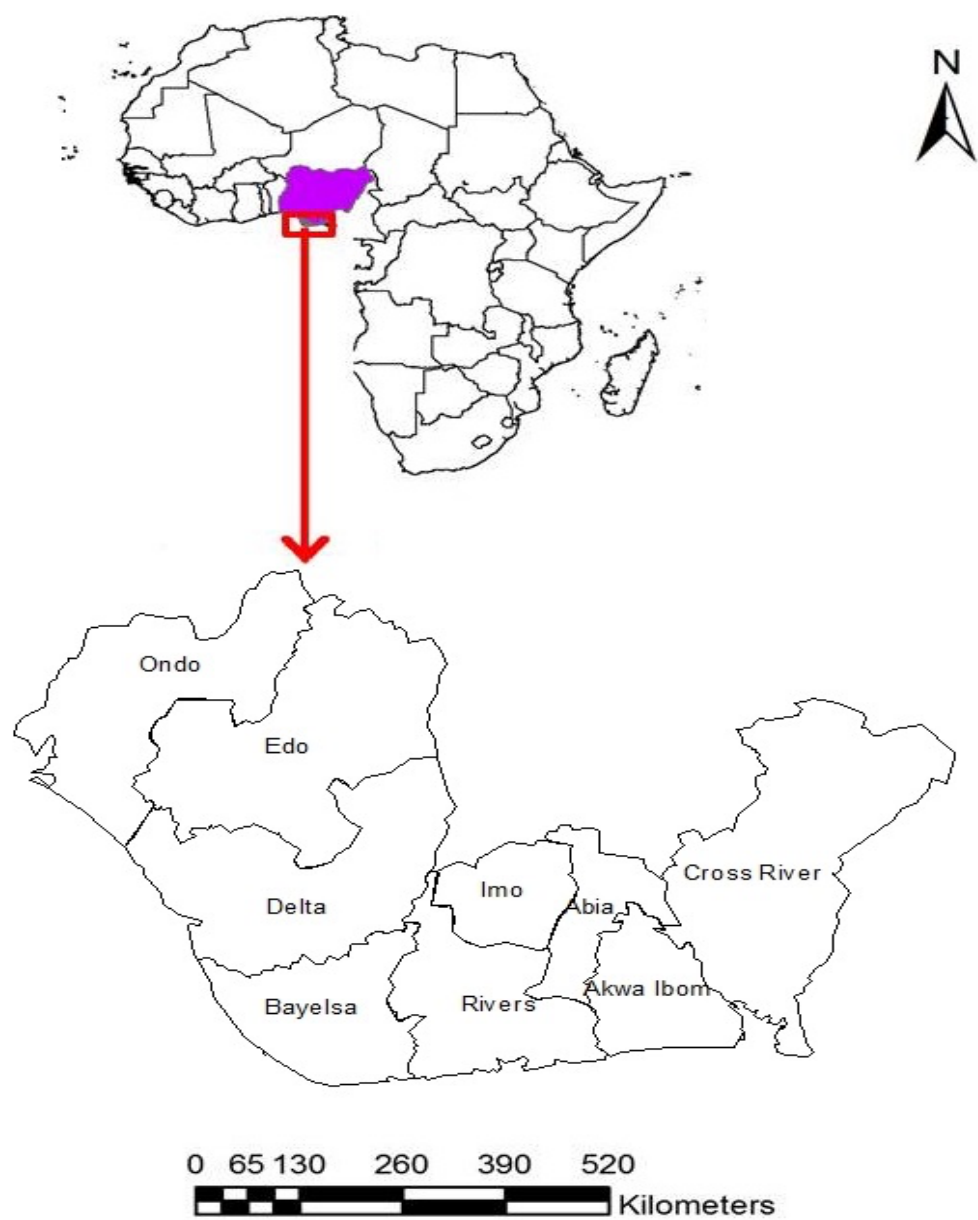 N
Ondo
Edo
Cross River
Imo
Abia
Delta
Akwa Ibom
Bayelsa
Rivers
0 65 130 260 390 520
Kilometers